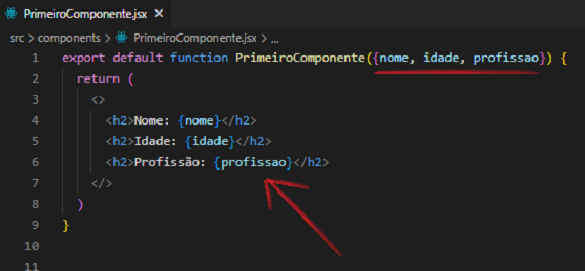 PrimeiroComponente.jsx ×
src > components > PrimeiroComponente.jsx > ...
1 export default function PrimeiroComponente({nome, idade, profissao}) {
2 return (
3 <>
4 <h2>Nome: {nome}</h2>
5 <h2>Idade: {idade}</h2>
6 <h2>Profissão: {profissao}</h2>
7 </>
8 )
9 }
10
11